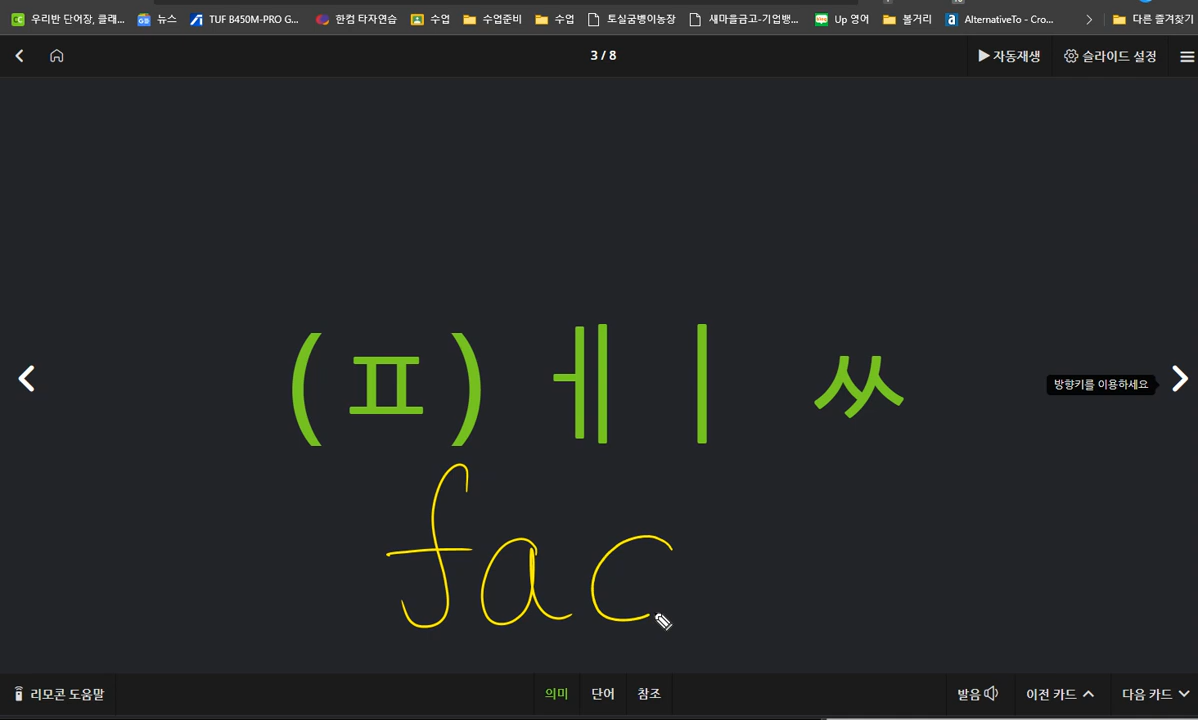 우리반 단어장, 클래... 뉴스 TUF B450M-PRO G... 한컴 타자연습 수업 수업준비 수업 토실굼벵이농장 새마을금고-기업뱅... Up 영어 볼거리 AlternativeTo - Cro... 다른 즐겨찾기
3 / 8 자동재생 슬라이드 설정
(ㅍ) ㅔ ㅣ ㅆ
방향키를 이용하세요
fac
리모콘 도움말 의미 단어 참조 발음 이전 카드 다음 카드